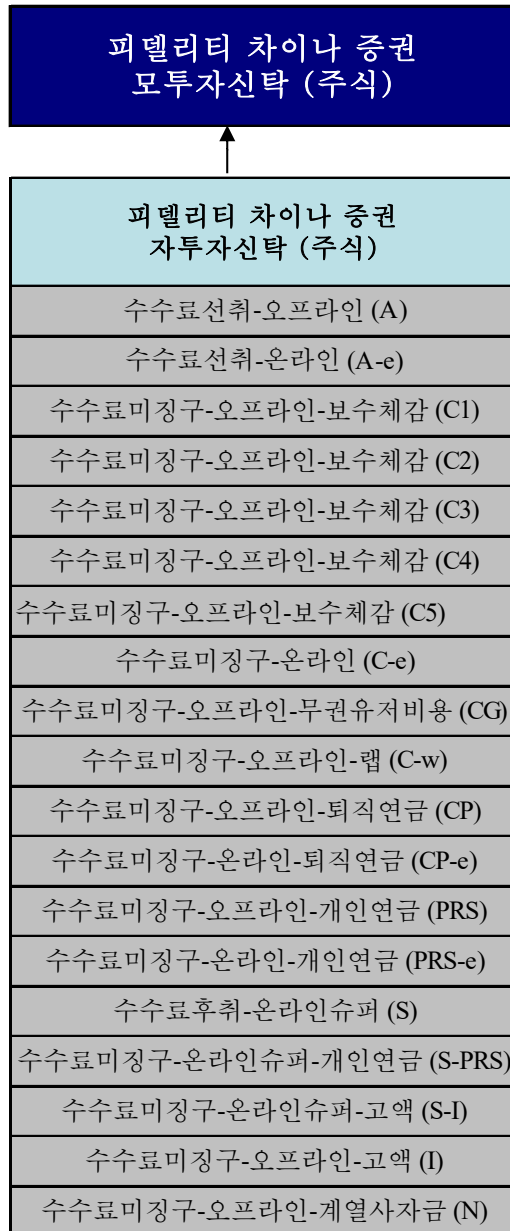 피델리티 차이나 증권
모투자신탁 (주식)
피델리티 차이나 증권
자투자신탁 (주식)
수수료선취-오프라인 (A)
수수료선취-온라인 (A-e)
수수료미징구-오프라인-보수체감 (C1)
수수료미징구-오프라인-보수체감 (C2)
수수료미징구-오프라인-보수체감 (C3)
수수료미징구-오프라인-보수체감 (C4)
수수료미징구-오프라인-보수체감 (C5)
수수료미징구-온라인 (C-e)
수수료미징구-오프라인-무권유저비용 (CG)
수수료미징구-오프라인-랩 (C-w)
수수료미징구-오프라인-퇴직연금 (CP)
수수료미징구-온라인-퇴직연금 (CP-e)
수수료미징구-오프라인-개인연금 (PRS)
수수료미징구-온라인-개인연금 (PRS-e)
수수료후취-온라인슈퍼 (S)
수수료미징구-온라인슈퍼-개인연금 (S-PRS)
수수료미징구-온라인슈퍼-고액 (S-I)
수수료미징구-오프라인-고액 (I)
수수료미징구-오프라인-계열사자금 (N)